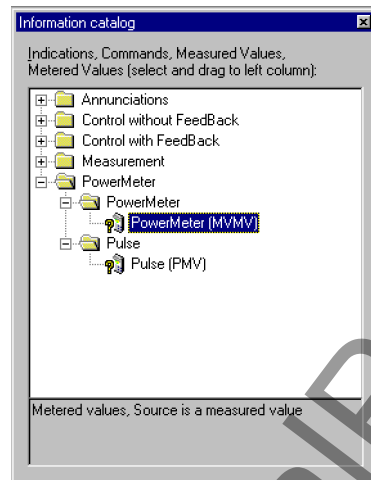 Information catalog
Indications, Commands, Measured Values,
Metered Values (select and drag to left column):
Annunciations
Control without FeedBack
Control with FeedBack
Measurement
PowerMeter
PowerMeter
PowerMeter (MVMV)
Pulse
Pulse (PMV)
Metered values, Source is a measured value